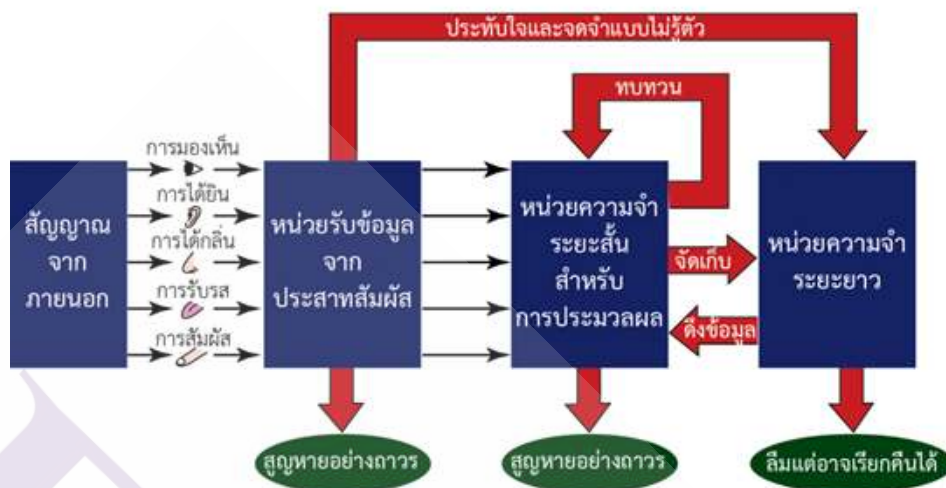 ประทับใจและจดจำแบบไม่รู้ตัว
ทบทวน
สัญญาณ
จาก
ภายนอก
การมองเห็น
การได้ยิน
การได้กลิ่น
การรับรส
การสัมผัส
หน่วยรับข้อมูล
จาก
ประสาทสัมผัส
หน่วยความจำ
ระยะสั้น
สำหรับ
การประมวลผล
จัดเก็บ
ดึงข้อมูล
หน่วยความจำ
ระยะยาว
สูญหายอย่างถาวร
สูญหายอย่างถาวร
ลืมแต่อาจเรียกคืนได้